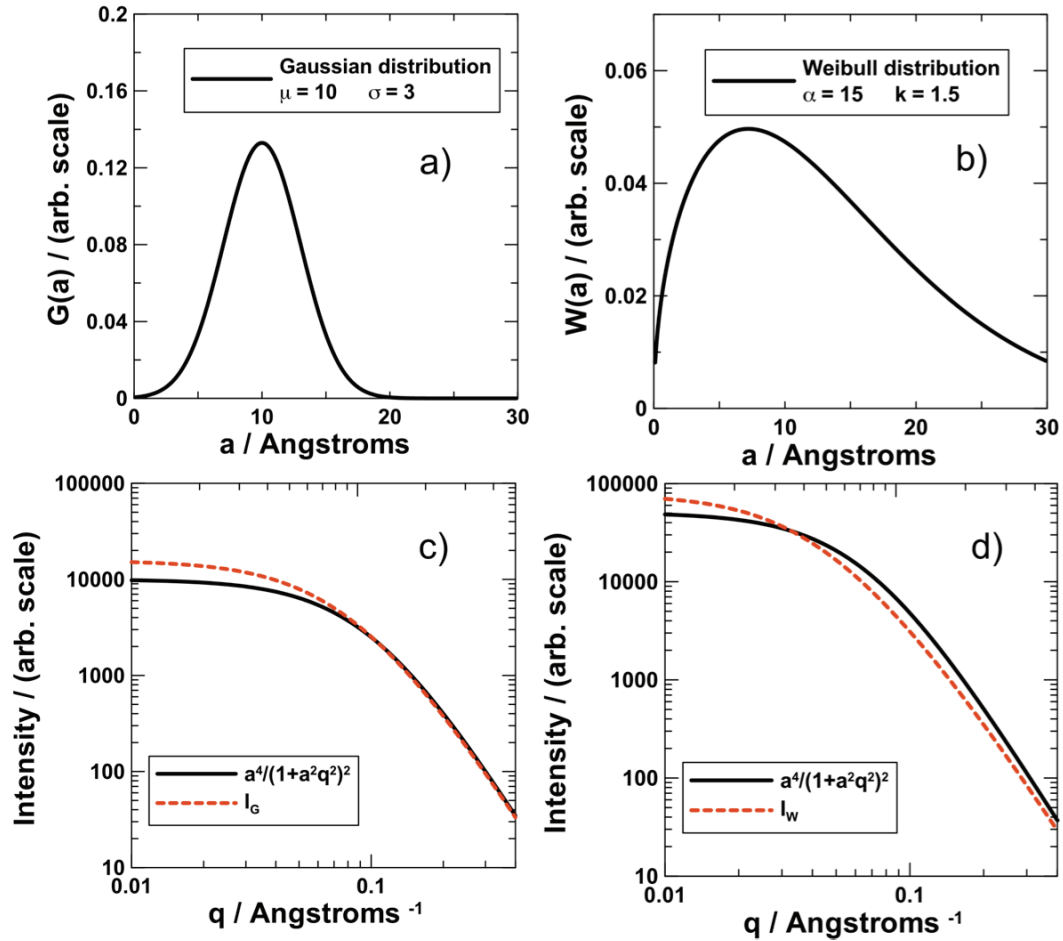 0.2
0.16
0.12
0.08
0.04
0
G(a) / (arb. scale)
Gaussian distribution
μ = 10 σ = 3
a)
0 10 20 30
a / Angstroms
0.06
0.04
0.02
0
W(a) / (arb. scale)
Weibull distribution
α = 15 k = 1.5
b)
0 10 20 30
a / Angstroms
100000
10000
1000
100
10
Intensity / (arb. scale)
c)
a⁴/(1+a²q²)²
I_G
0.01 0.1
q / Angstroms ⁻¹
100000
10000
1000
100
10
Intensity / (arb. scale)
d)
a⁴/(1+a²q²)²
I_W
0.01 0.1
q / Angstroms ⁻¹